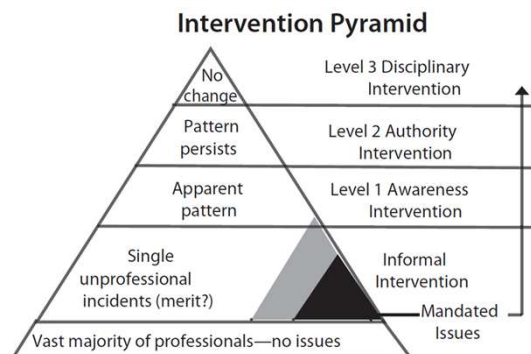 Intervention Pyramid
No
change
Level 3 Disciplinary
Intervention
Pattern
persists
Level 2 Authority
Intervention
Apparent
pattern
Level 1 Awareness
Intervention
Single
unprofessional
incidents (merit?)
Informal
Intervention
Mandated
Issues
Vast majority of professionals—no issues